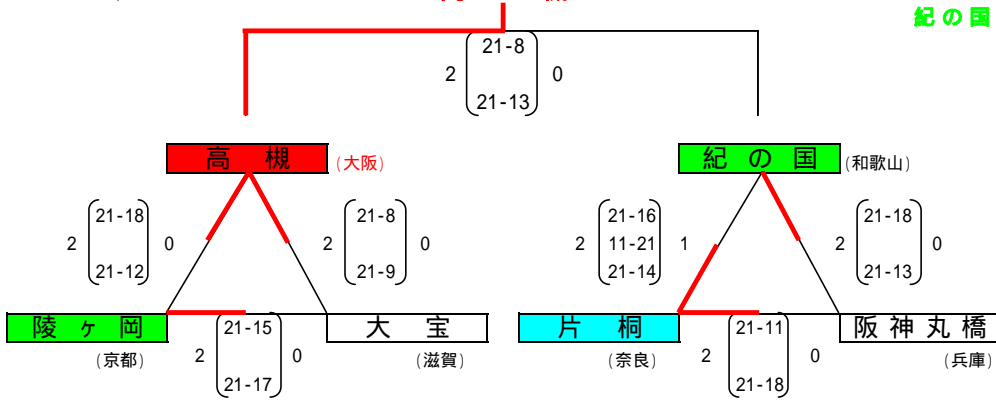 紀の国
21-8
2 0
21-13
高槻 (大阪)
紀の国 (和歌山)
21-18
2 0
21-12
21-8
2 0
21-9
21-16
2 11-21 1
21-14
21-18
2 0
21-13
陵ヶ岡
大宝
片桐
阪神丸橋
(京都)
(滋賀)
(奈良)
(兵庫)
21-15
2 0
21-17
21-11
2 0
21-18